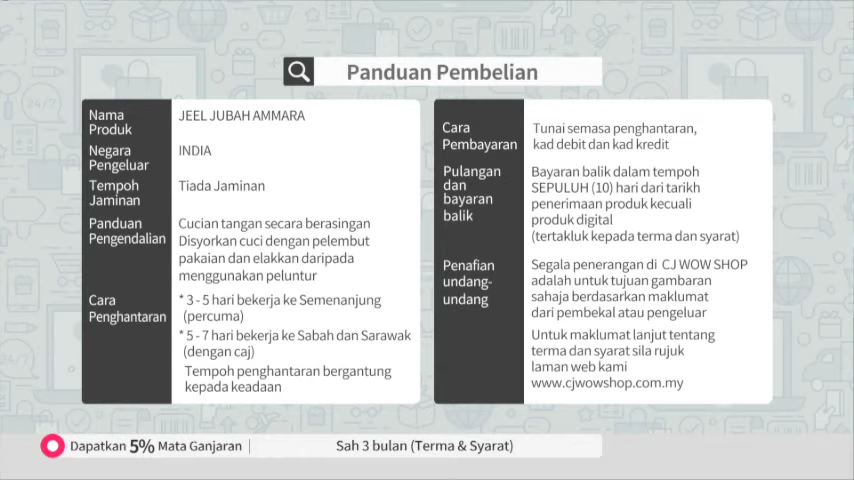 Panduan Pembelian
Nama
Produk
JEEL JUBAH AMMARA
Negara
Pengeluar
INDIA
Tempoh
Jaminan
Tiada Jaminan
Panduan
Pengendalian
Cucian tangan secara berasingan
Disyorkan cuci dengan pelembut
pakaian dan elakkan daripada
menggunakan peluntur
Cara
Penghantaran
* 3 - 5 hari bekerja ke Semenanjung
(percuma)
* 5 - 7 hari bekerja ke Sabah dan Sarawak
(dengan caj)
Tempoh penghantaran bergantung
kepada keadaan
Cara
Pembayaran
Tunai semasa penghantaran,
kad debit dan kad kredit
Pulangan
dan
bayaran
balik
Bayaran balik dalam tempoh
SEPULUH (10) hari dari tarikh
penerimaan produk kecuali
produk digital
(tertakluk kepada terma dan syarat)
Penafian
undang-
undang
Segala penerangan di CJ WOW SHOP
adalah untuk tujuan gambaran
sahaja berdasarkan maklumat
dari pembekal atau pengeluar
Untuk maklumat lanjut tentang
terma dan syarat sila rujuk
laman web kami
www.cjwowshop.com.my
Dapatkan 5% Mata Ganjaran | Sah 3 bulan (Terma & Syarat)